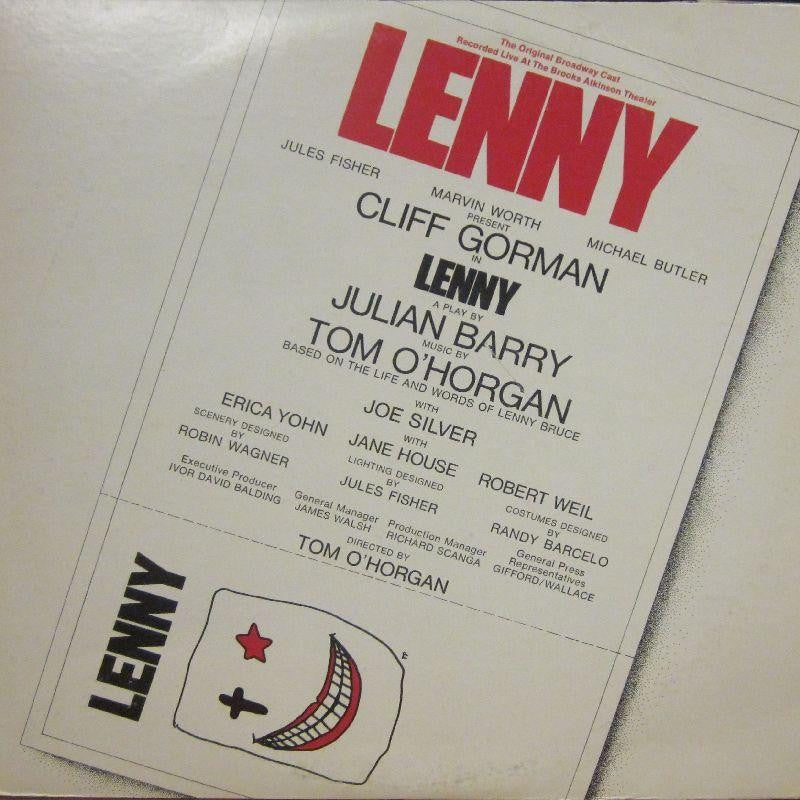 The Original Broadway Cast
Recorded Live At The Brooks Atkinson Theater
LENNY
JULES FISHER
MARVIN WORTH
MICHAEL BUTLER
PRESENT
CLIFF GORMAN
IN
LENNY
A PLAY BY
JULIAN BARRY
MUSIC BY
TOM O'HORGAN
BASED ON THE LIFE AND WORDS OF LENNY BRUCE
WITH
JOE SILVER
ERICA YOHN
WITH
JANE HOUSE
ROBERT WEIL
SCENERY DESIGNED
BY
ROBIN WAGNER
LIGHTING DESIGNED
BY
JULES FISHER
COSTUMES DESIGNED
BY
RANDY BARCELO
Executive Producer
IVOR DAVID BALDING
General Manager
JAMES WALSH
Production Manager
RICHARD SCANGA
General Press
Representatives
GIFFORD/WALLACE
DIRECTED BY
TOM O'HORGAN
LENNY